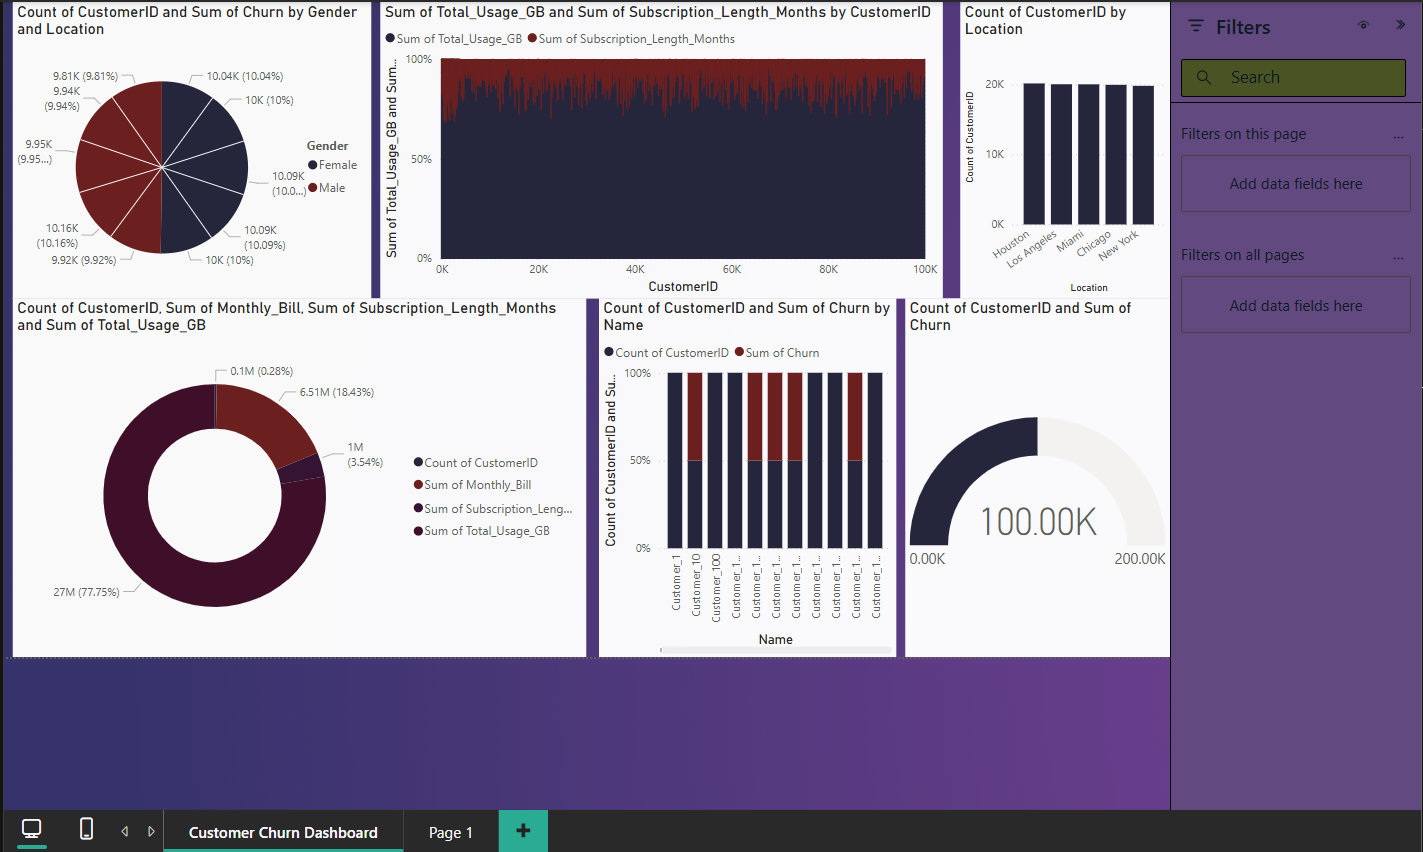 Count of CustomerID and Sum of Churn by Gender
and Location
9.81K (9.81%)
9.94K
(9.94%)
9.95K
(9.95...)
10.16K
(10.16%)
9.92K (9.92%)
10.04K (10.04%)
10K (10%)
10.09K
(10.0...)
10.09K
(10.09%)
10K (10%)
Gender
Female
Male
Sum of Total_Usage_GB and Sum of Subscription_Length_Months by CustomerID
Sum of Total_Usage_GB
Sum of Subscription_Length_Months
Sum of Total_Usage_GB and Sum...
100%
50%
0%
0K
20K
40K
60K
80K
100K
CustomerID
Count of CustomerID by
Location
Count of CustomerID
20K
10K
0K
Houston
Los Angeles
Miami
Chicago
New York
Location
Filters
Search
Filters on this page
...
Add data fields here
Filters on all pages
...
Add data fields here
Count of CustomerID, Sum of Monthly_Bill, Sum of Subscription_Length_Months
and Sum of Total_Usage_GB
0.1M (0.28%)
6.51M (18.43%)
1M
(3.54%)
27M (77.75%)
Count of CustomerID
Sum of Monthly_Bill
Sum of Subscription_Leng...
Sum of Total_Usage_GB
Count of CustomerID and Sum of Churn by
Name
Count of CustomerID
Sum of Churn
Count of CustomerID and Su...
100%
50%
0%
Customer_1
Customer_10
Customer_100
Customer_1...
Customer_1...
Customer_1...
Customer_1...
Customer_1...
Customer_1...
Customer_1...
Customer_1...
Name
Count of CustomerID and Sum of
Churn
100.00K
0.00K
200.00K
Customer Churn Dashboard
Page 1